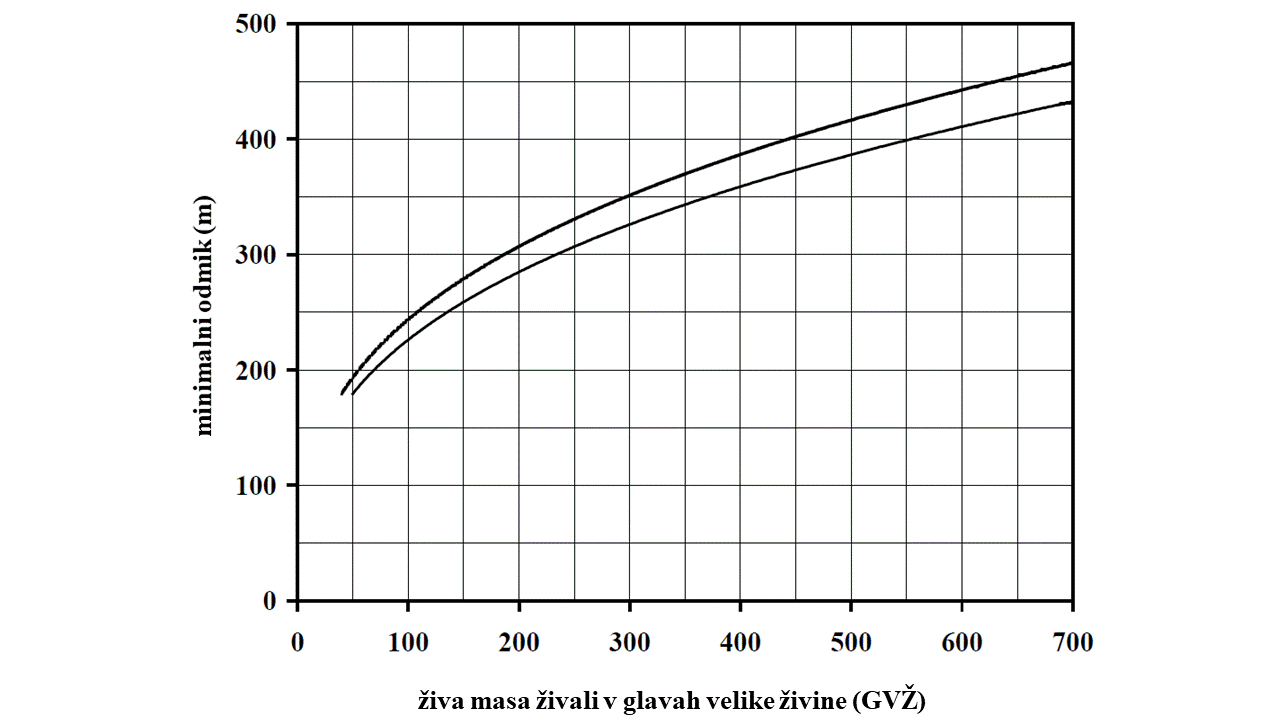 500
400
300
200
100
0
minimalni odmik (m)
0 100 200 300 400 500 600 700
živa masa živali v glavah velike živine (GVŽ)